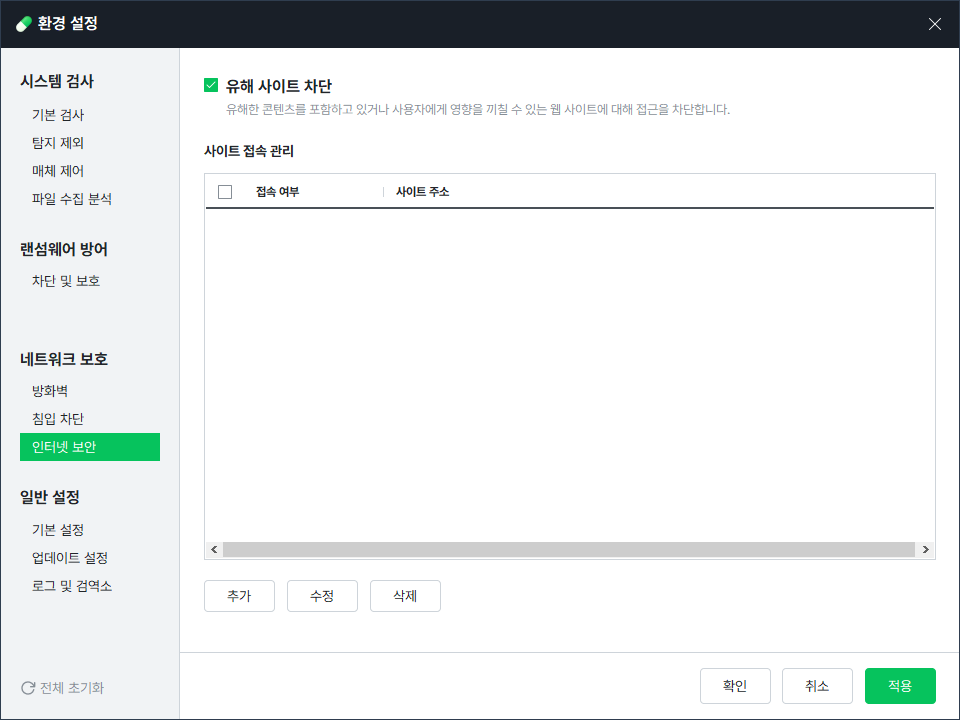 환경 설정
시스템 검사
기본 검사
탐지 제외
매체 제어
파일 수집 분석
랜섬웨어 방어
차단 및 보호
네트워크 보호
방화벽
침입 차단
인터넷 보안
일반 설정
기본 설정
업데이트 설정
로그 및 검역소
전체 초기화
유해 사이트 차단
유해한 콘텐츠를 포함하고 있거나 사용자에게 영향을 끼칠 수 있는 웹 사이트에 대해 접근을 차단합니다.
사이트 접속 관리
접속 여부 사이트 주소
추가 수정 삭제
확인 취소 적용